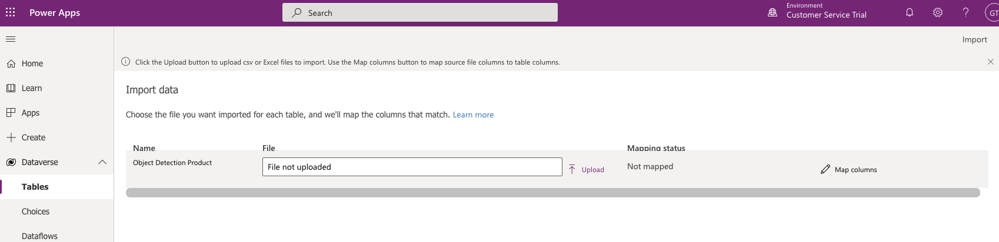 Power Apps
Search
Environment
Customer Service Trial
GT
Import
Click the Upload button to upload csv or Excel files to import. Use the Map columns button to map source file columns to table columns.
Home
Learn
Apps
Create
Dataverse
Tables
Choices
Dataflows
Import data
Choose the file you want imported for each table, and we'll map the columns that match. Learn more
Name File Mapping status
Object Detection Product File not uploaded Upload Not mapped Map columns